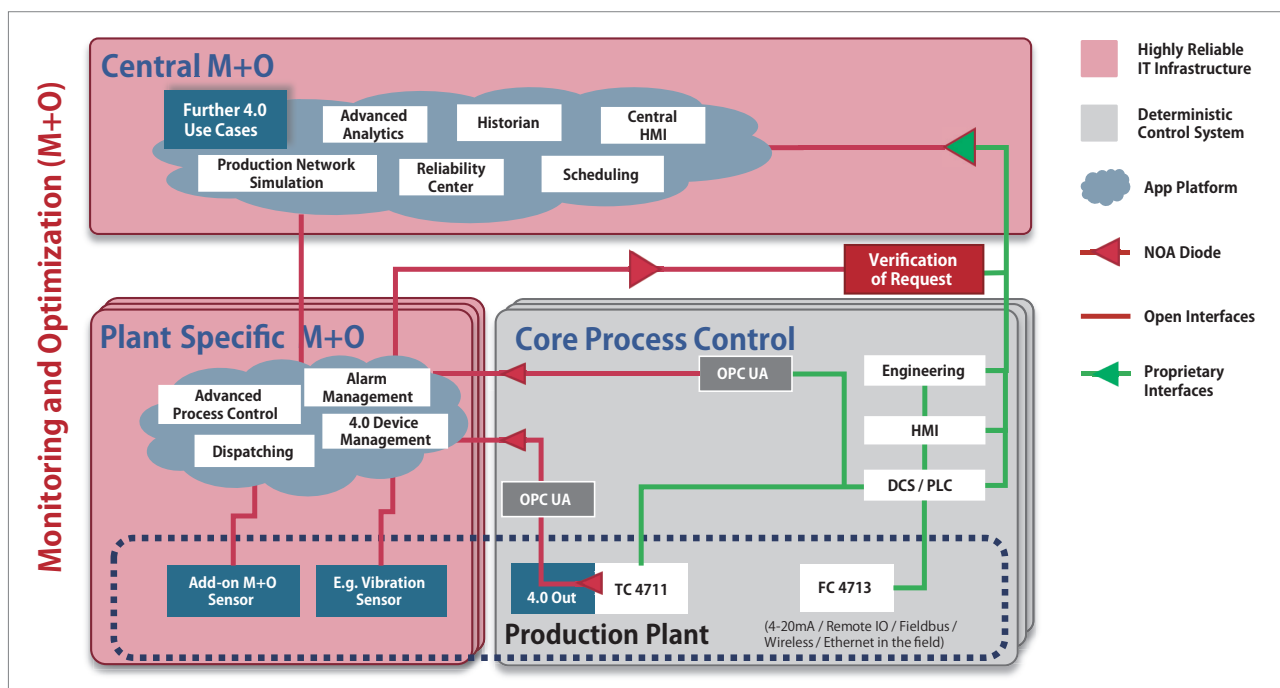 Monitoring and Optimization (M+O)
Central M+O
Further 4.0
Use Cases
Advanced
Analytics
Historian
Central
HMI
Production Network
Simulation
Reliability
Center
Scheduling
Highly Reliable
IT Infrastructure
Deterministic
Control System
App Platform
NOA Diode
Open Interfaces
Proprietary
Interfaces
Verification
of Request
Plant Specific M+O
Alarm
Management
Advanced
Process Control
4.0 Device
Management
Dispatching
Add-on M+O
Sensor
E.g. Vibration
Sensor
Core Process Control
OPC UA
Engineering
HMI
DCS / PLC
OPC UA
4.0 Out
TC 4711
FC 4713
Production Plant
(4-20mA / Remote IO / Fieldbus /
Wireless / Ethernet in the field)